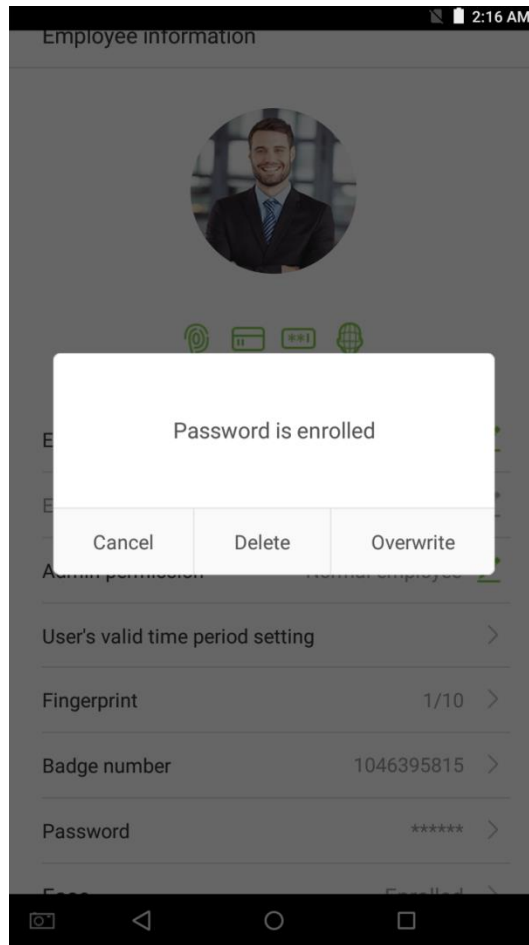 2:16 AM
Employee information
**I
Password is enrolled
E
E
Cancel Delete Overwrite
Admin permission Normal employee
User's valid time period setting
Fingerprint 1/10
Badge number 1046395815
Password ******
Face Enrolled